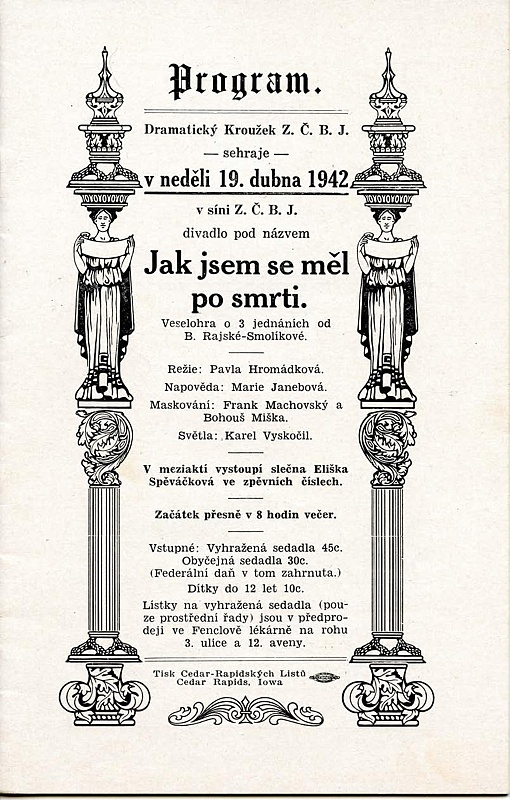 Program.
Dramatický Kroužek Z. Č. B. J.
— sehraje —
v neděli 19. dubna 1942
v síni Z. Č. B. J.
divadlo pod názvem
Jak jsem se měl
po smrti.
Veselohra o 3 jednáních od
B. Rajské-Smolíkové.
Režie: Pavla Hromádková.
Napověda: Marie Janebová.
Maskování: Frank Machovský a
Bohouš Miška.
Světla: Karel Vyskočil.
V meziaktí vystoupí slečna Eliška
Spěváčková ve zpěvních číslech.
Začátek přesně v 8 hodin večer.
Vstupné: Vyhražená sedadla 45c.
Obyčejná sedadla 30c.
(Federální daň v tom zahrnuta.)
Dítky do 12 let 10c.
Lístky na vyhražená sedadla (pou-
ze prostřední řady) jsou v předpro-
deji ve Fenclově lékárně na rohu
3. ulice a 12. aveny.
Tisk Cedar-Rapidských Listů
Cedar Rapids, Iowa